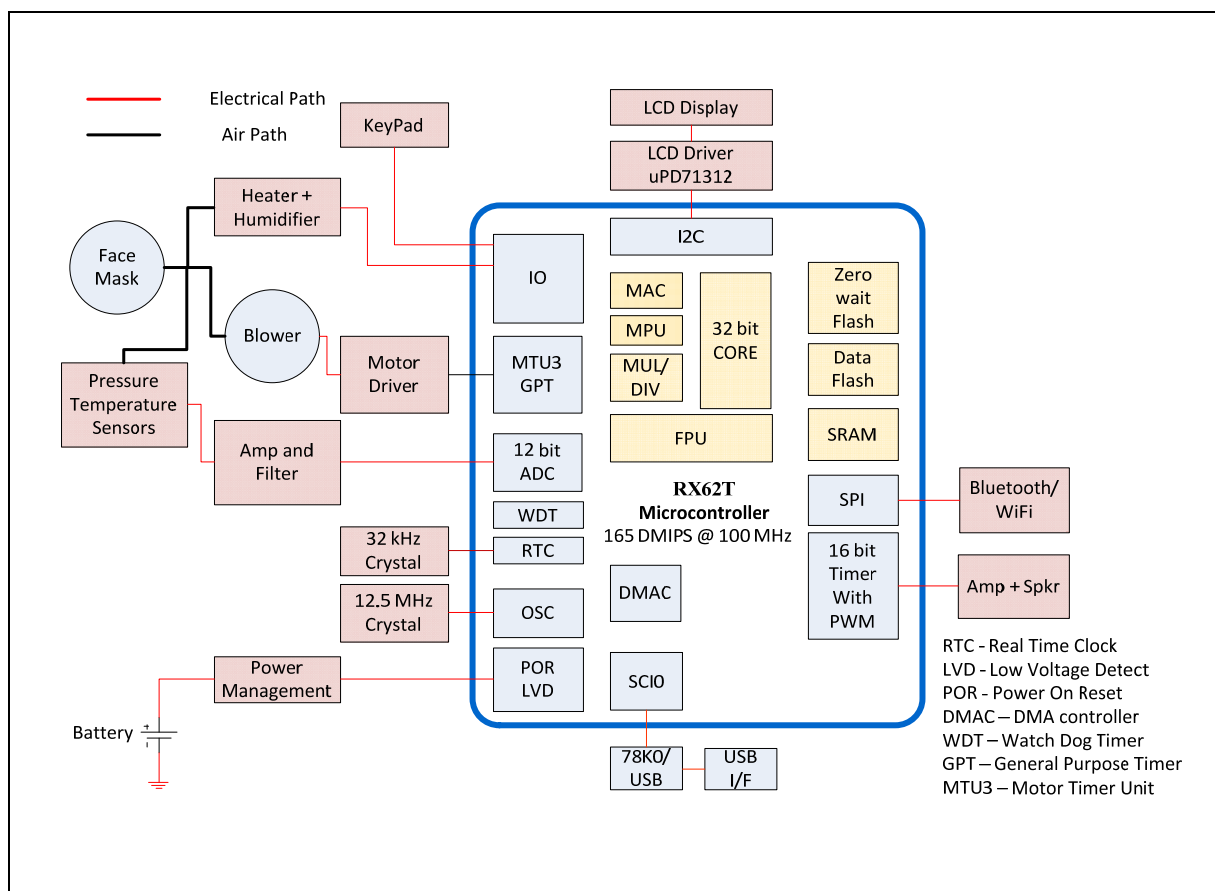 Electrical Path
Air Path
KeyPad
LCD Display
LCD Driver
uPD71312
Heater +
Humidifier
Face
Mask
Blower
Pressure
Temperature
Sensors
Motor
Driver
Amp and
Filter
32 kHz
Crystal
12.5 MHz
Crystal
Power
Management
Battery
+
-
IO
MTU3
GPT
12 bit
ADC
WDT
RTC
OSC
POR
LVD
I2C
MAC
MPU
MUL/
DIV
32 bit
CORE
FPU
Zero
wait
Flash
Data
Flash
SRAM
RX62T
Microcontroller
165 DMIPS @ 100 MHz
DMAC
SCI0
SPI
16 bit
Timer
With
PWM
Bluetooth/
WiFi
Amp + Spkr
78K0/
USB
USB
I/F
RTC - Real Time Clock
LVD - Low Voltage Detect
POR - Power On Reset
DMAC – DMA controller
WDT – Watch Dog Timer
GPT – General Purpose Timer
MTU3 – Motor Timer Unit